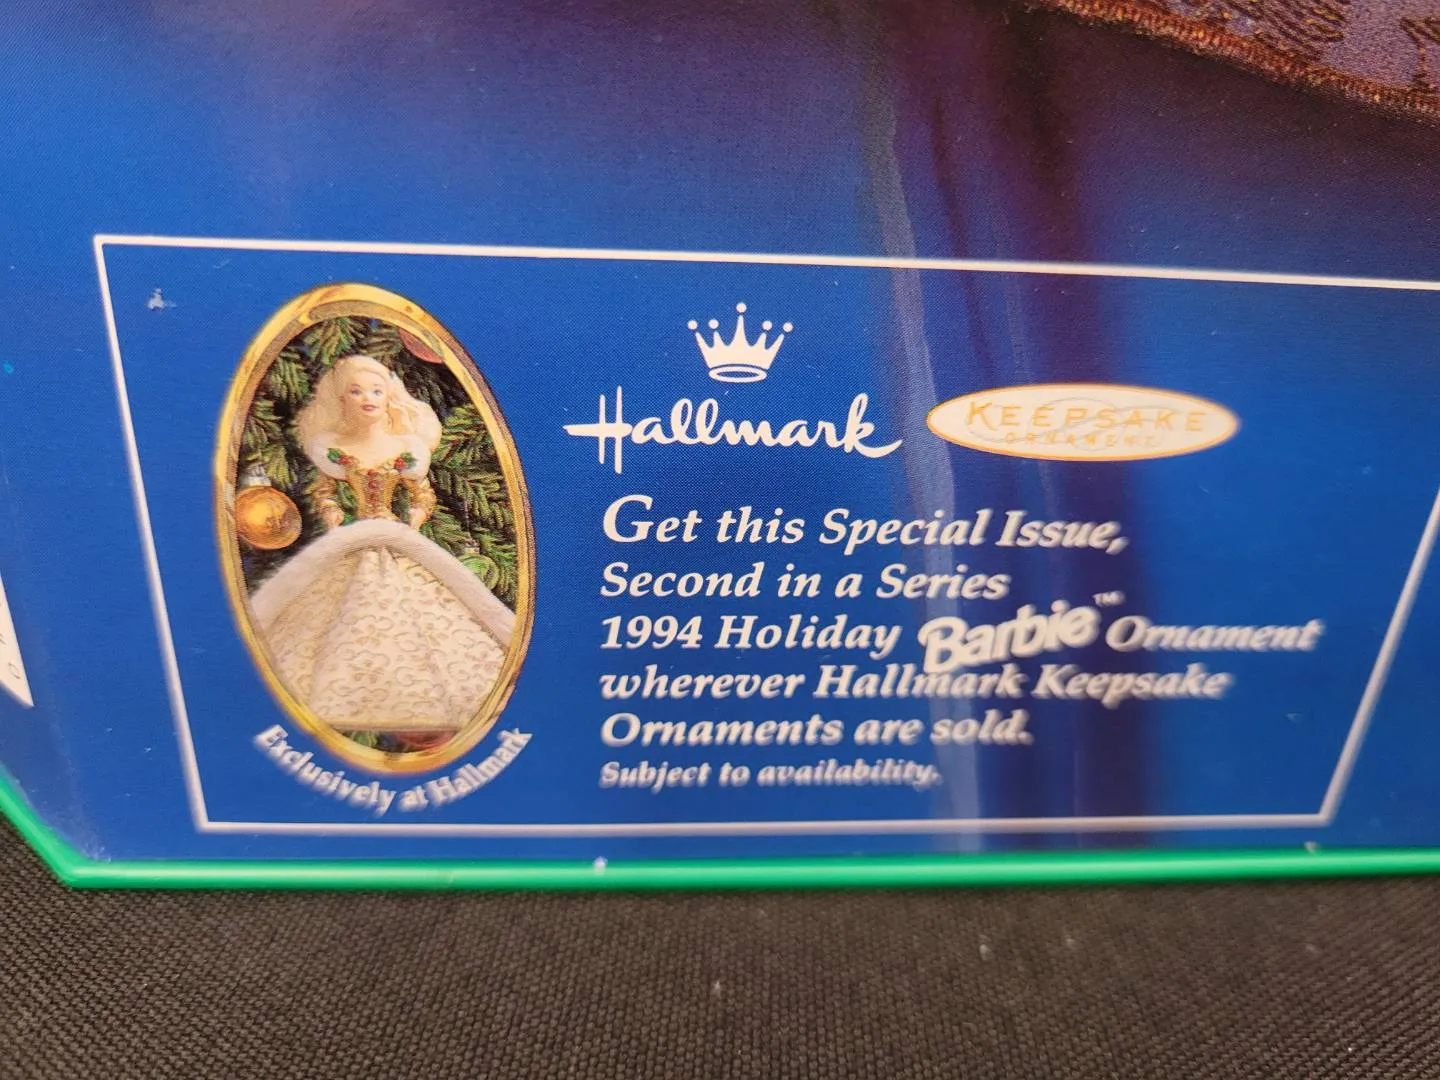 Hallmark
KEEPSAKE
ORNAMENT
Get this Special Issue,
Second in a Series
1994 Holiday Barbie™ Ornament
wherever Hallmark Keepsake
Ornaments are sold.
Subject to availability.
Exclusively at Hallmark